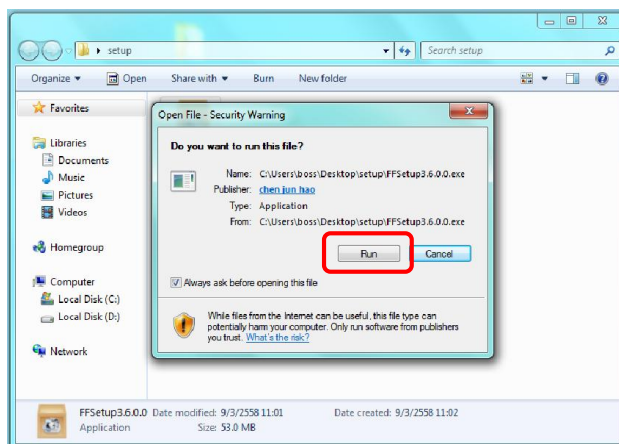 setup
Search setup
Organize
Open
Share with
Burn
New folder
Favorites
Libraries
Documents
Music
Pictures
Videos
Homegroup
Computer
Local Disk (C:)
Local Disk (D:)
Network
Open File - Security Warning
Do you want to run this file?
Name: C:\Users\boss\Desktop\setup\FFSetup3.6.0.0.exe
Publisher: chen jun hao
Type: Application
From: C:\Users\boss\Desktop\setup\FFSetup3.6.0.0.exe
Run
Cancel
Always ask before opening this file
While files from the Internet can be useful, this file type can
potentially harm your computer. Only run software from publishers
you trust. What's the risk?
FFSetup3.6.0.0 Date modified: 9/3/2558 11:01 Date created: 9/3/2558 11:02
Application Size: 53.0 MB